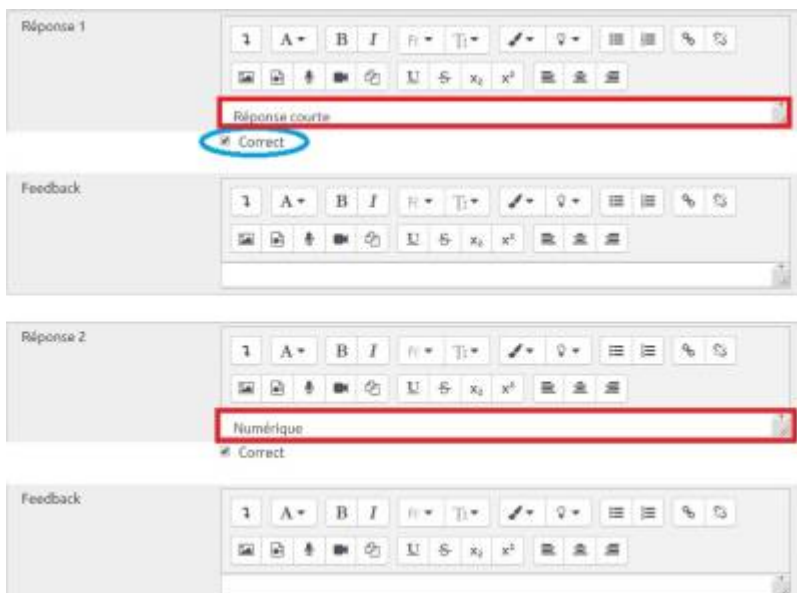 Réponse 1
Réponse courte
Correct
Feedback
Réponse 2
Numérique
Correct
Feedback